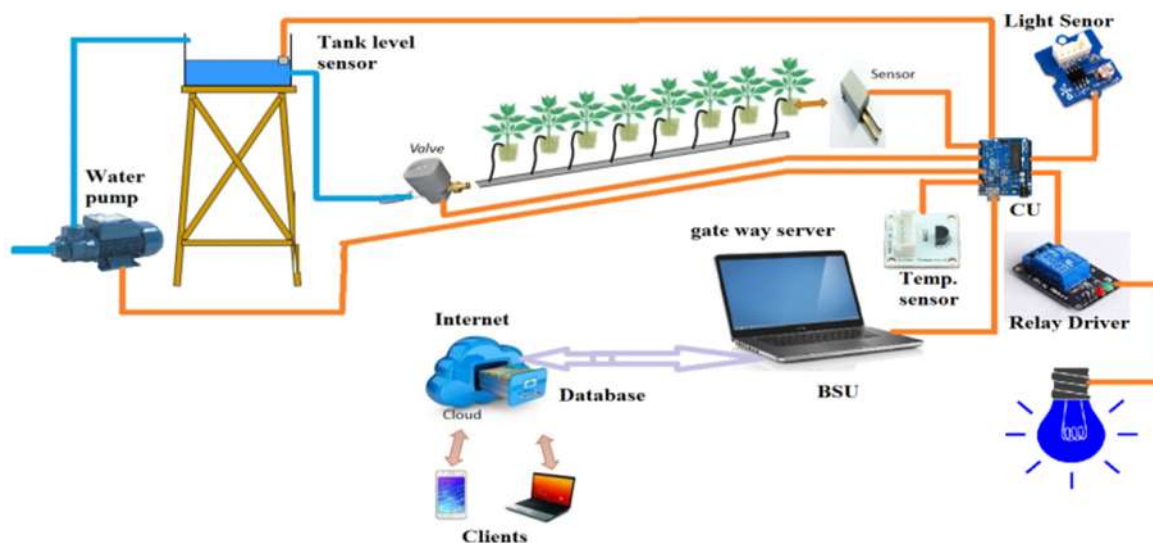 Light Senor
Tank level
sensor
Sensor
Valve
Water
pump
CU
gate way server
Temp.
sensor
Relay Driver
Internet
Database
Cloud
BSU
Clients